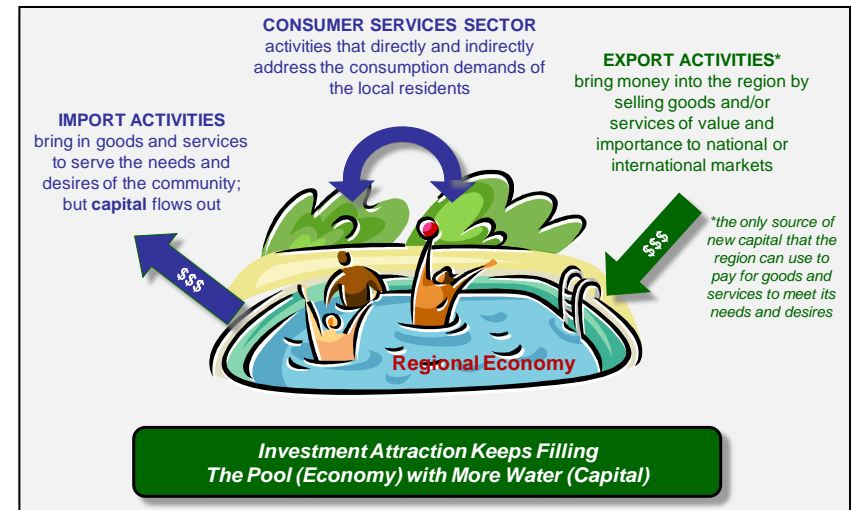 CONSUMER SERVICES SECTOR
activities that directly and indirectly
address the consumption demands of
the local residents
EXPORT ACTIVITIES*
bring money into the region by
selling goods and/or
services of value and
importance to national or
international markets
IMPORT ACTIVITIES
bring in goods and services
to serve the needs and
desires of the community;
but capital flows out
$$$
$$$
*the only source of
new capital that the
region can use to
pay for goods and
services to meet its
needs and desires
Regional Economy
Investment Attraction Keeps Filling
The Pool (Economy) with More Water (Capital)